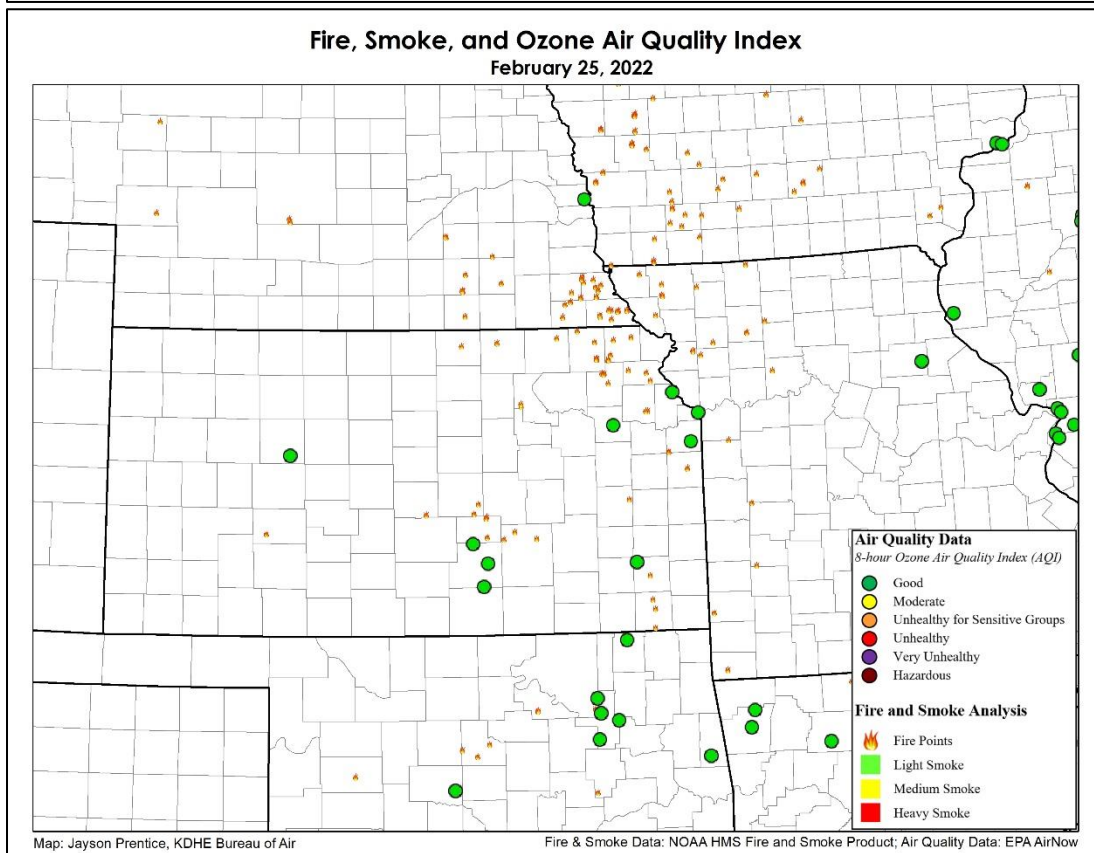 Fire, Smoke, and Ozone Air Quality Index
February 25, 2022
Air Quality Data
8-hour Ozone Air Quality Index (AQI)
Good
Moderate
Unhealthy for Sensitive Groups
Unhealthy
Very Unhealthy
Hazardous
Fire and Smoke Analysis
Fire Points
Light Smoke
Medium Smoke
Heavy Smoke
Map: Jayson Prentice, KDHE Bureau of Air
Fire & Smoke Data: NOAA HMS Fire and Smoke Product; Air Quality Data: EPA AirNow